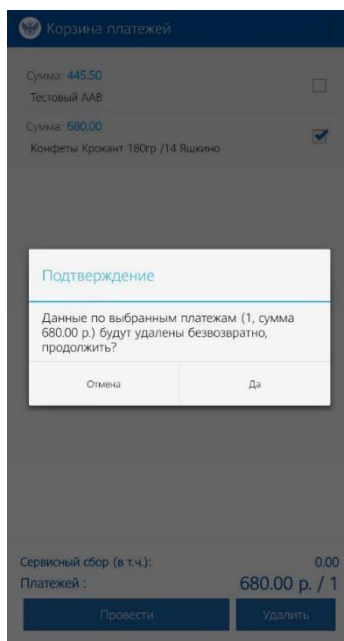 Корзина платежей
Сумма: 445.50
Тестовый ААВ
Сумма: 680.00
Конфеты Крокант 180гр /14 Яшкино
Подтверждение
Данные по выбранным платежам (1, сумма
680.00 р.) будут удалены безвозвратно,
продолжить?
Отмена Да
Сервисный сбор (в т.ч.): 0.00
Платежей : 680.00 р. / 1
Провести Удалить